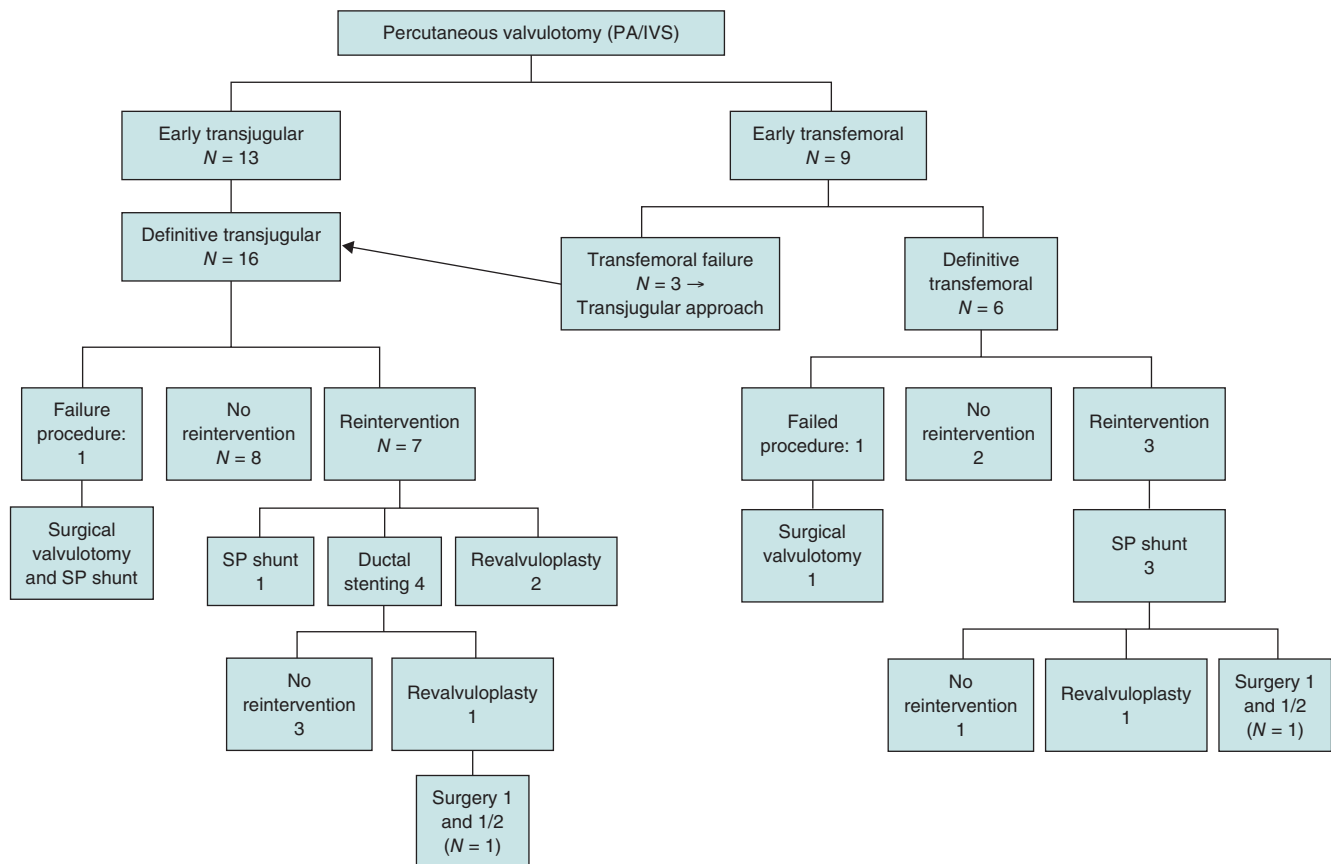 Percutaneous valvulotomy (PA/IVS)
Early transjugular
N = 13
Early transfemoral
N = 9
Definitive transjugular
N = 16
Transfemoral failure
N = 3 →
Transjugular approach
Definitive
transfemoral
N = 6
Failure
procedure:
1
No
reintervention
N = 8
Reintervention
N = 7
Failed
procedure: 1
No
reintervention
2
Reintervention
3
Surgical
valvulotomy
and SP shunt
SP shunt
1
Ductal
stenting 4
Revalvuloplasty
2
Surgical
valvulotomy
1
SP shunt
3
No
reintervention
3
Revalvuloplasty
1
No
reintervention
1
Revalvuloplasty
1
Surgery 1
and 1/2
(N = 1)
Surgery 1
and 1/2
(N = 1)